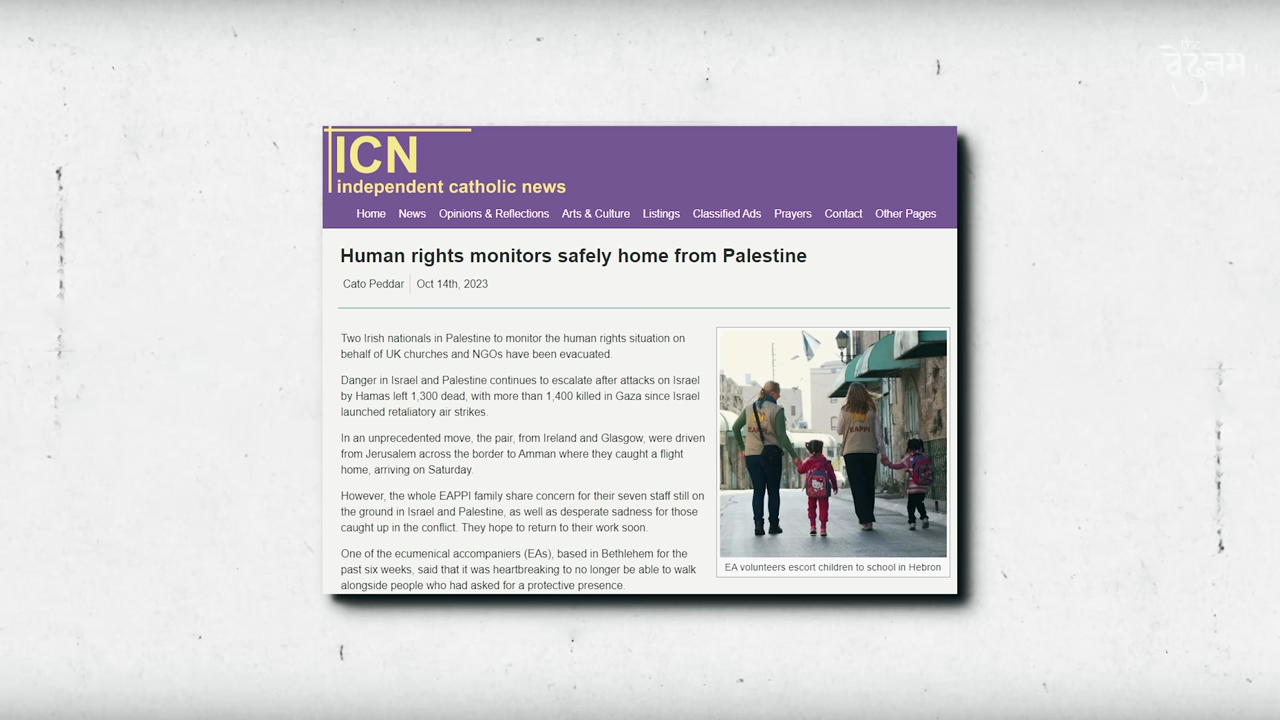 the
वेदुनम
ICN
independent catholic news
Home News Opinions & Reflections Arts & Culture Listings Classified Ads Prayers Contact Other Pages
Human rights monitors safely home from Palestine
Cato Peddar Oct 14th, 2023
Two Irish nationals in Palestine to monitor the human rights situation on
behalf of UK churches and NGOs have been evacuated.
Danger in Israel and Palestine continues to escalate after attacks on Israel
by Hamas left 1,300 dead, with more than 1,400 killed in Gaza since Israel
launched retaliatory air strikes.
In an unprecedented move, the pair, from Ireland and Glasgow, were driven
from Jerusalem across the border to Amman where they caught a flight
home, arriving on Saturday.
However, the whole EAPPI family share concern for their seven staff still on
the ground in Israel and Palestine, as well as desperate sadness for those
caught up in the conflict. They hope to return to their work soon.
One of the ecumenical accompaniers (EAs), based in Bethlehem for the
past six weeks, said that it was heartbreaking to no longer be able to walk
alongside people who had asked for a protective presence.
EAPPI
EAPPI
EA volunteers escort children to school in Hebron